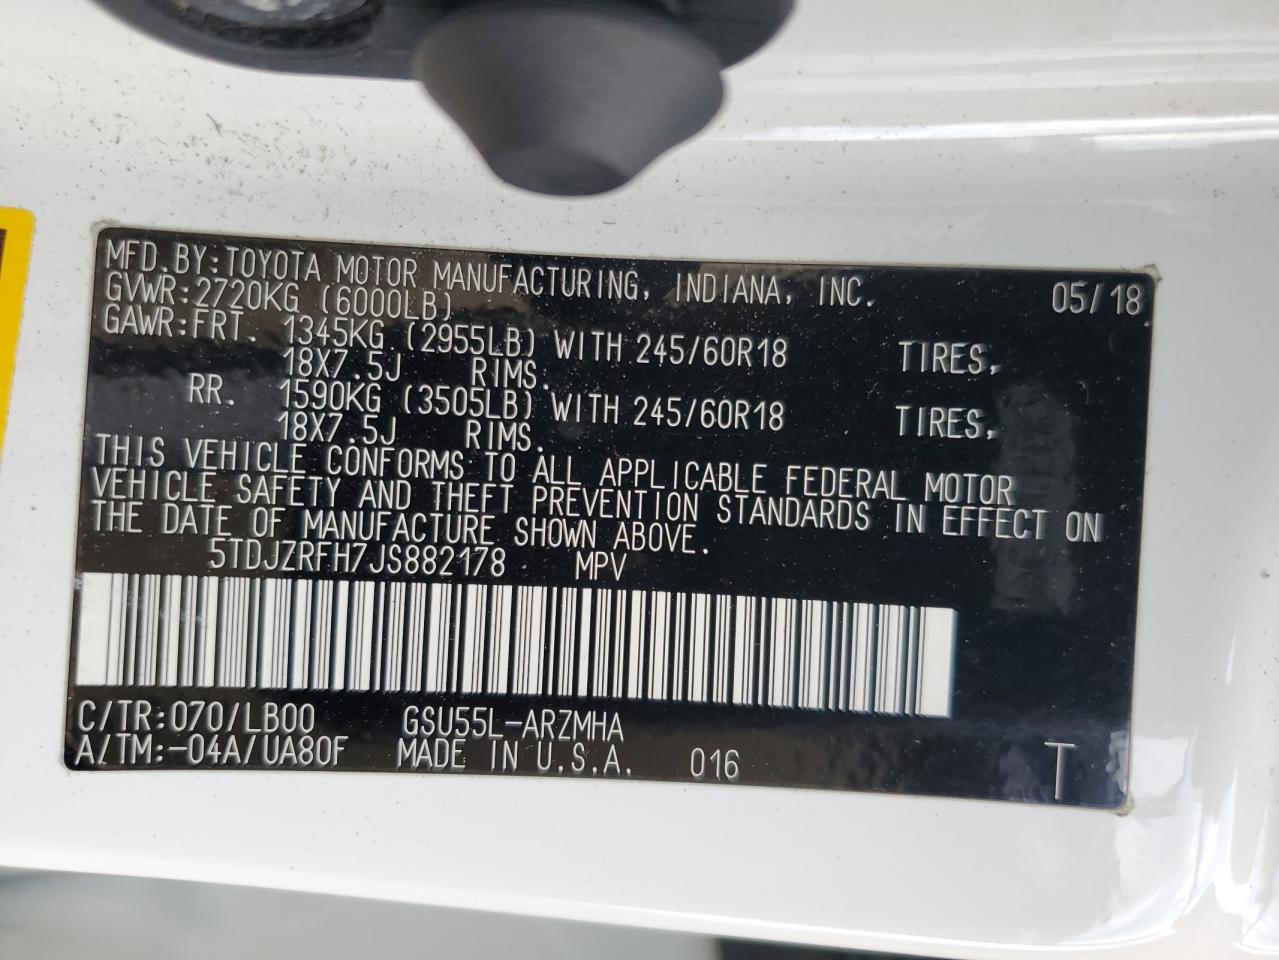 MFD.BY:TOYOTA MOTOR MANUFACTURING, INDIANA, INC. 05/18
GVWR:2720KG (6000LB)
GAWR:FRT. 1345KG (2955LB) WITH 245/60R18 TIRES,
18X7.5J RIMS.
RR. 1590KG (3505LB) WITH 245/60R18 TIRES,
18X7.5J RIMS.
THIS VEHICLE CONFORMS TO ALL APPLICABLE FEDERAL MOTOR
VEHICLE SAFETY AND THEFT PREVENTION STANDARDS IN EFFECT ON
THE DATE OF MANUFACTURE SHOWN ABOVE.
5TDJZRFH7JS882178 MPV
C/TR:070/LB00 GSU55L-ARZMHA
A/TM:-04A/UA80F MADE IN U.S.A. 016 T